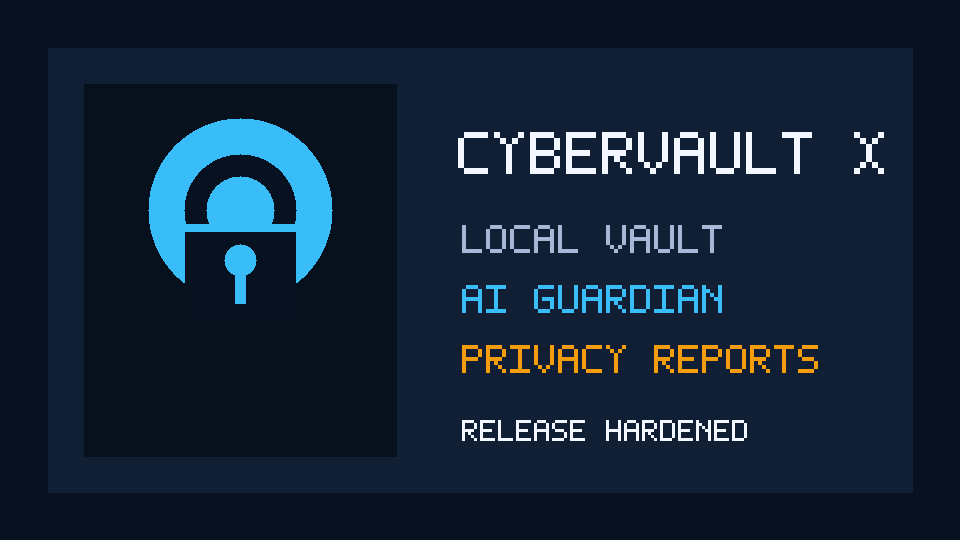 CYBERVAULT X
LOCAL VAULT
AI GUARDIAN
PRIVACY REPORTS
RELEASE HARDENED